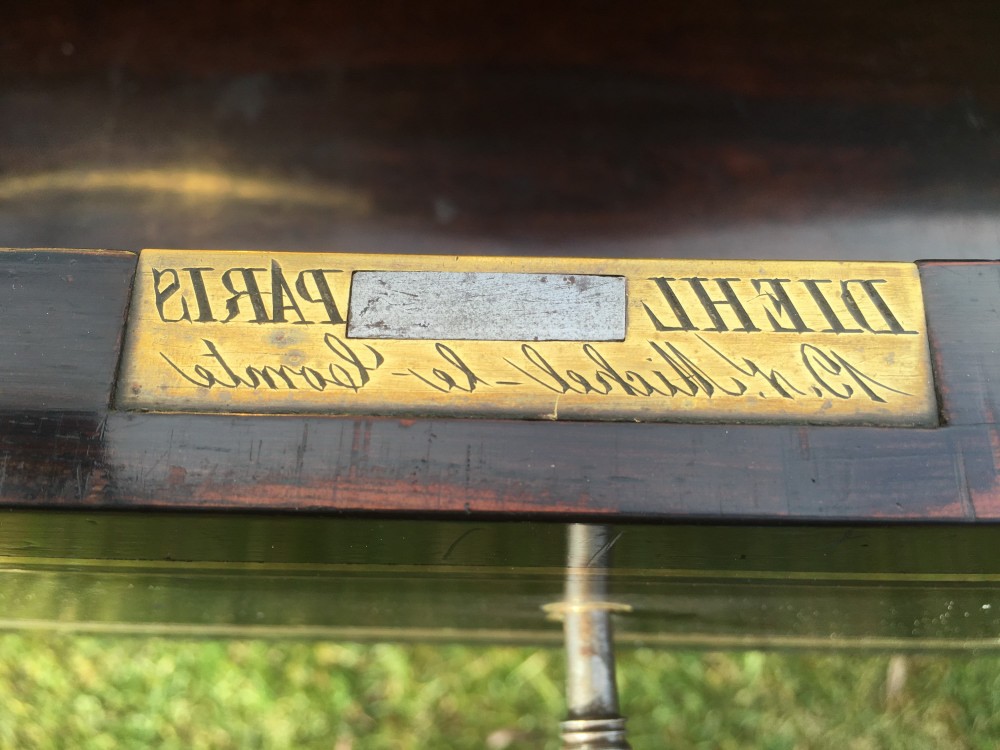 DIEHL PARIS
19. r. Michel-le-Comte